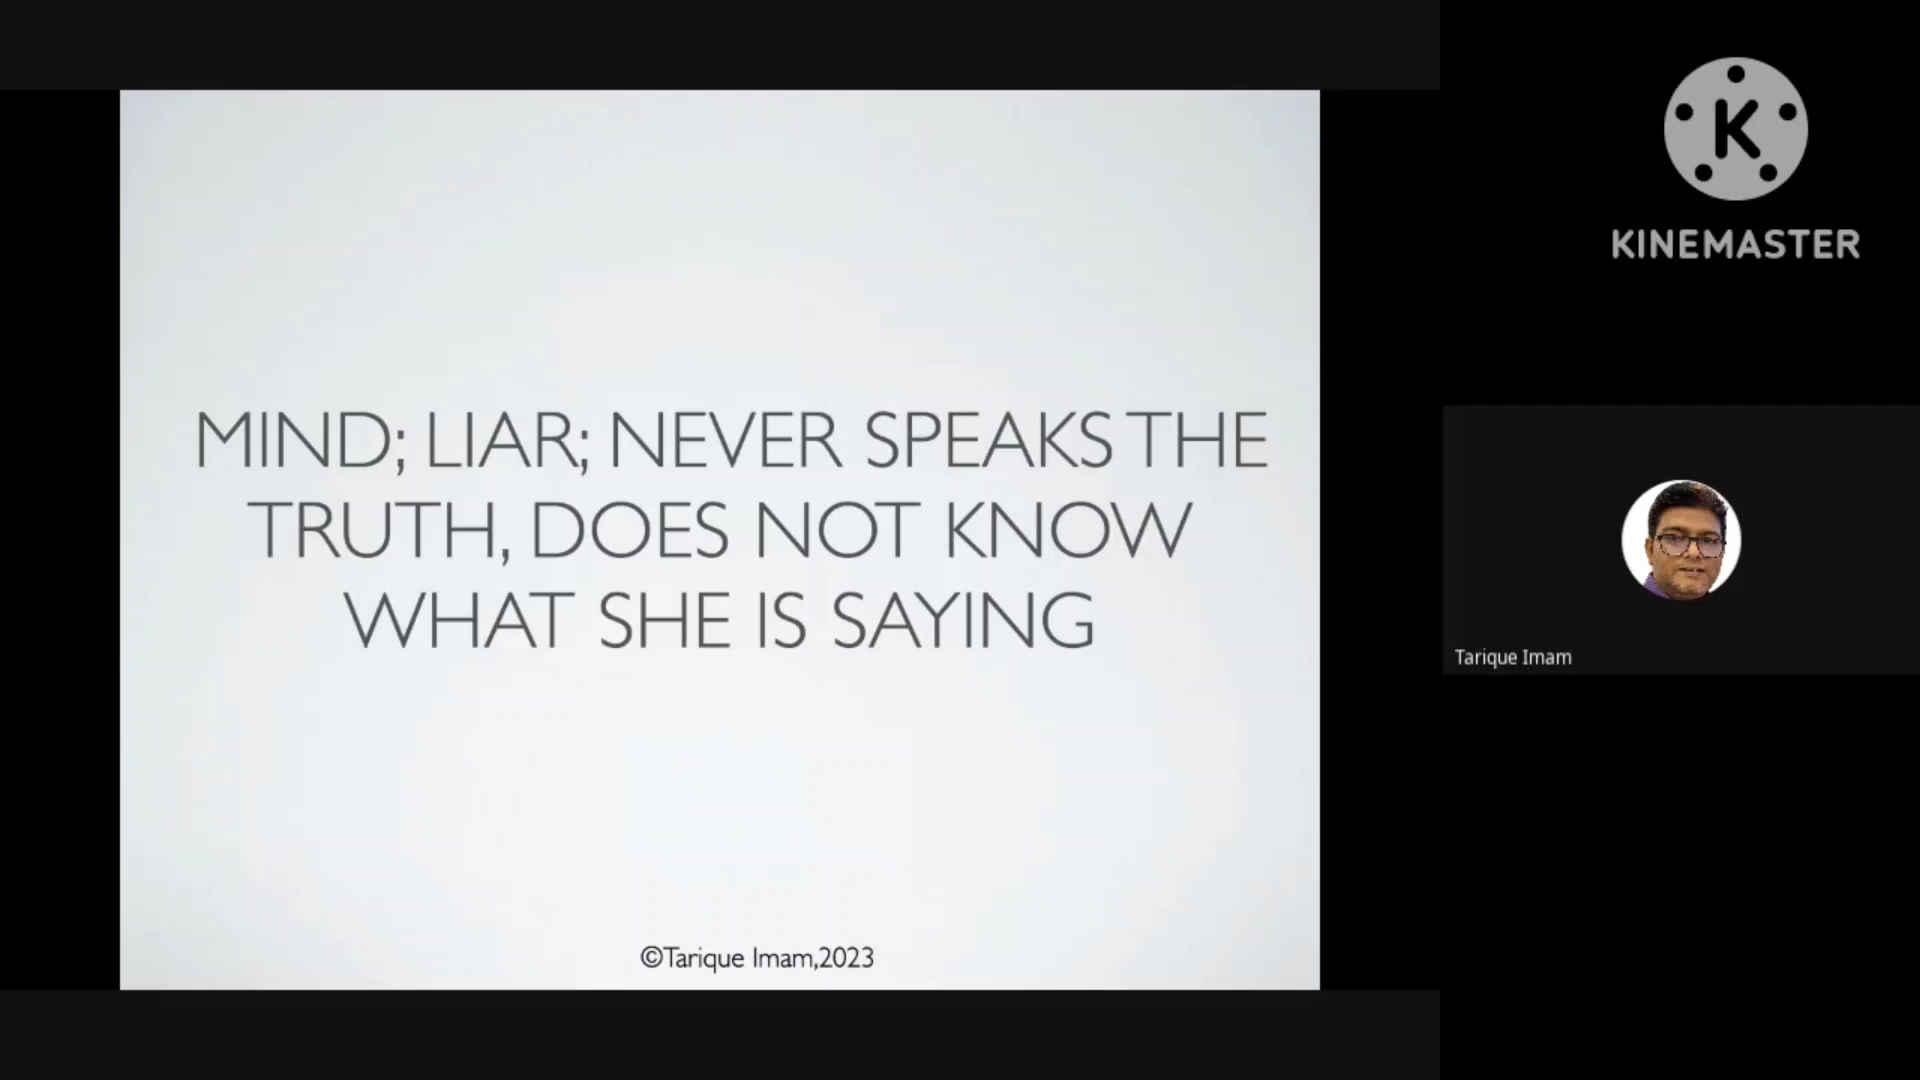 MIND; LIAR; NEVER SPEAKS THE
TRUTH, DOES NOT KNOW
WHAT SHE IS SAYING
©Tarique Imam,2023
K
KINEMASTER
Tarique Imam